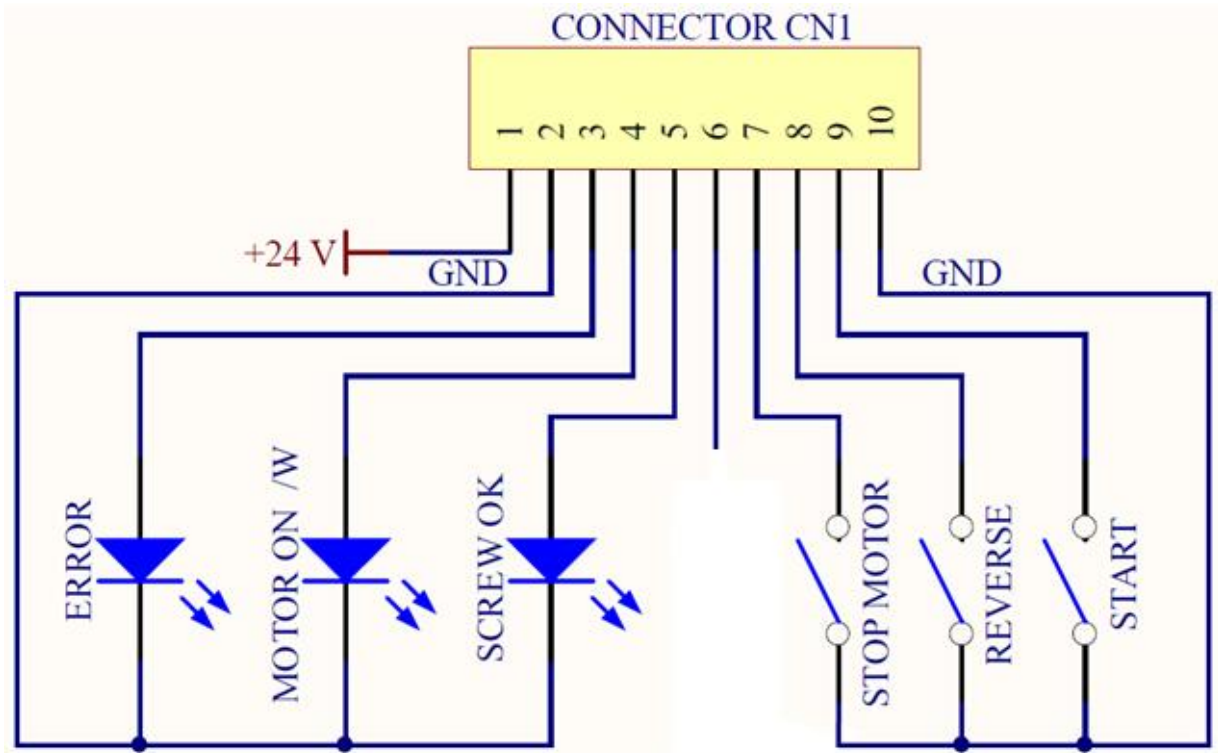 CONNECTOR CN1
1
2
3
4
5
6
7
8
9
10
+24 V
GND
GND
ERROR
MOTOR ON /W
SCREW OK
STOP MOTOR
REVERSE
START